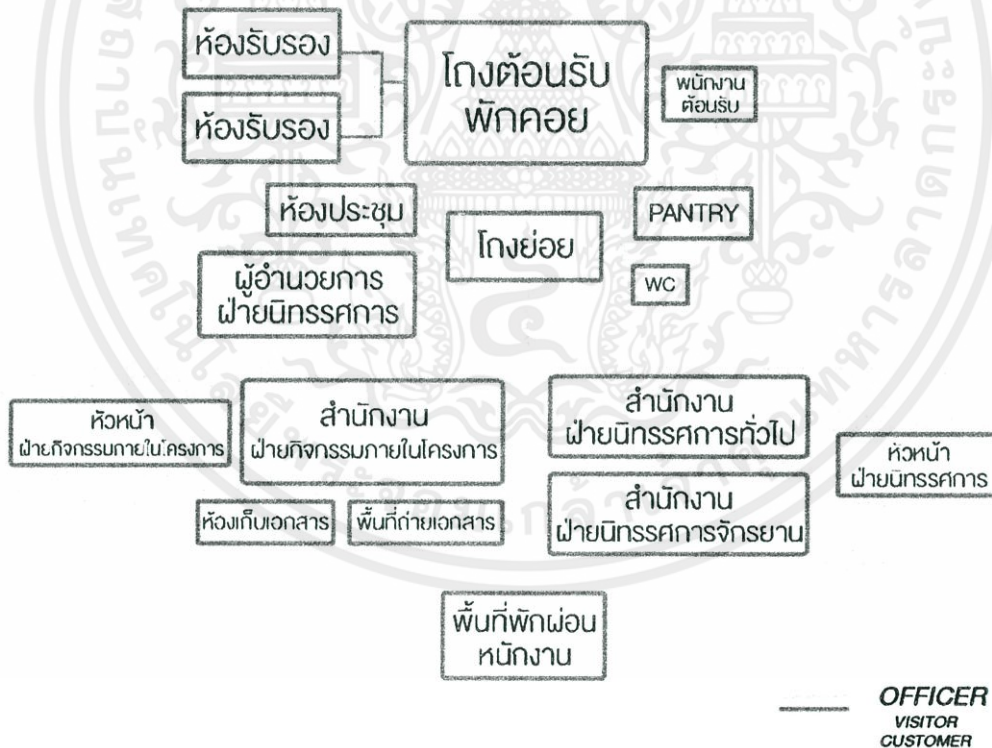 ห้องรับรอง
โถงต้อนรับ
พักคอย
พนักงาน
ต้อนรับ
ห้องรับรอง
ห้องประชุม
PANTRY
โถงย่อย
ผู้อำนวยการ
ฝ่ายนิทรรศการ
WC
หัวหน้า
ฝ่ายกิจกรรมภายในโครงการ
สำนักงาน
ฝ่ายกิจกรรมภายในโครงการ
สำนักงาน
ฝ่ายนิทรรศการทั่วไป
หัวหน้า
ฝ่ายนิทรรศการ
ห้องเก็บเอกสาร
พื้นที่ถ่ายเอกสาร
สำนักงาน
ฝ่ายนิทรรศการจักรยาน
พื้นที่พักผ่อน
หนักงาน
OFFICER
VISITOR
CUSTOMER